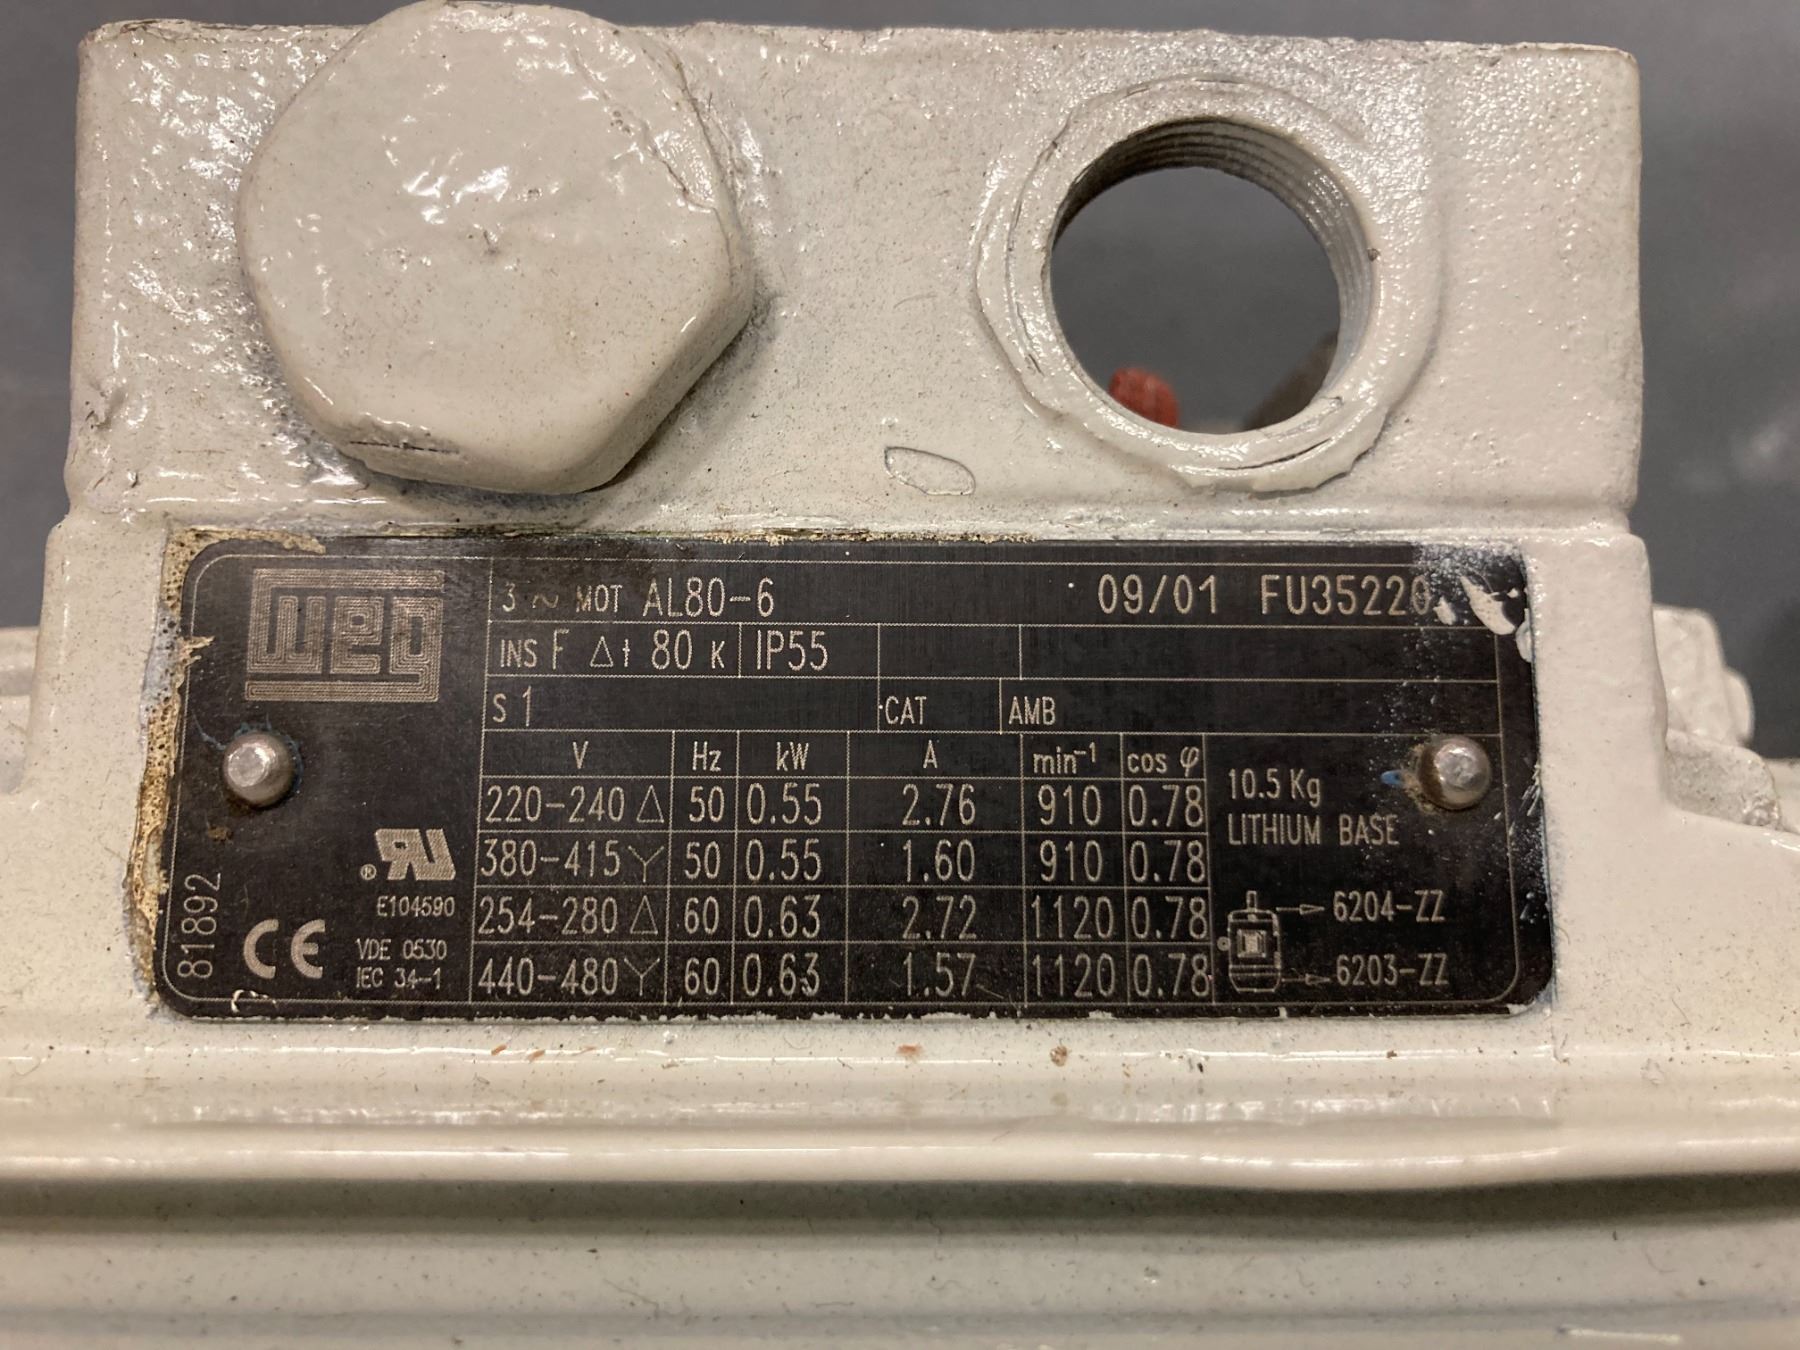 weg
3 ~ MOT AL80-6 09/01 FU35220
INS F Δt 80 K IP55
S1 CAT AMB
V Hz kW A min⁻¹ cos φ
220-240 Δ 50 0.55 2.76 910 0.78
380-415 Y 50 0.55 1.60 910 0.78
254-280 Δ 60 0.63 2.72 1120 0.78
440-480 Y 60 0.63 1.57 1120 0.78
10.5 Kg
LITHIUM BASE
6204-ZZ
6203-ZZ
81892
® RU
E104590
CE
VDE 0530
IEC 34-1